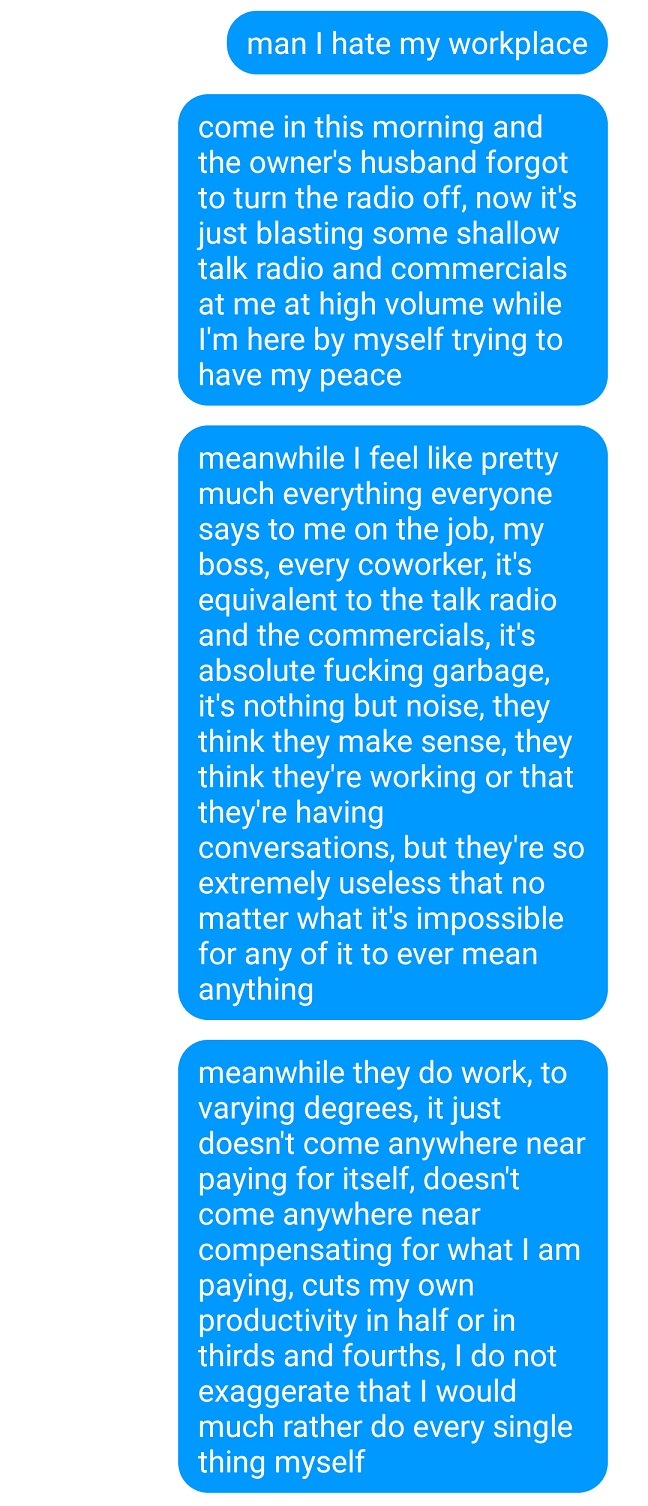 man I hate my workplace
come in this morning and
the owner's husband forgot
to turn the radio off, now it's
just blasting some shallow
talk radio and commercials
at me at high volume while
I'm here by myself trying to
have my peace
meanwhile I feel like pretty
much everything everyone
says to me on the job, my
boss, every coworker, it's
equivalent to the talk radio
and the commercials, it's
absolute fucking garbage,
it's nothing but noise, they
think they make sense, they
think they're working or that
they're having
conversations, but they're so
extremely useless that no
matter what it's impossible
for any of it to ever mean
anything
meanwhile they do work, to
varying degrees, it just
doesn't come anywhere near
paying for itself, doesn't
come anywhere near
compensating for what I am
paying, cuts my own
productivity in half or in
thirds and fourths, I do not
exaggerate that I would
much rather do every single
thing myself